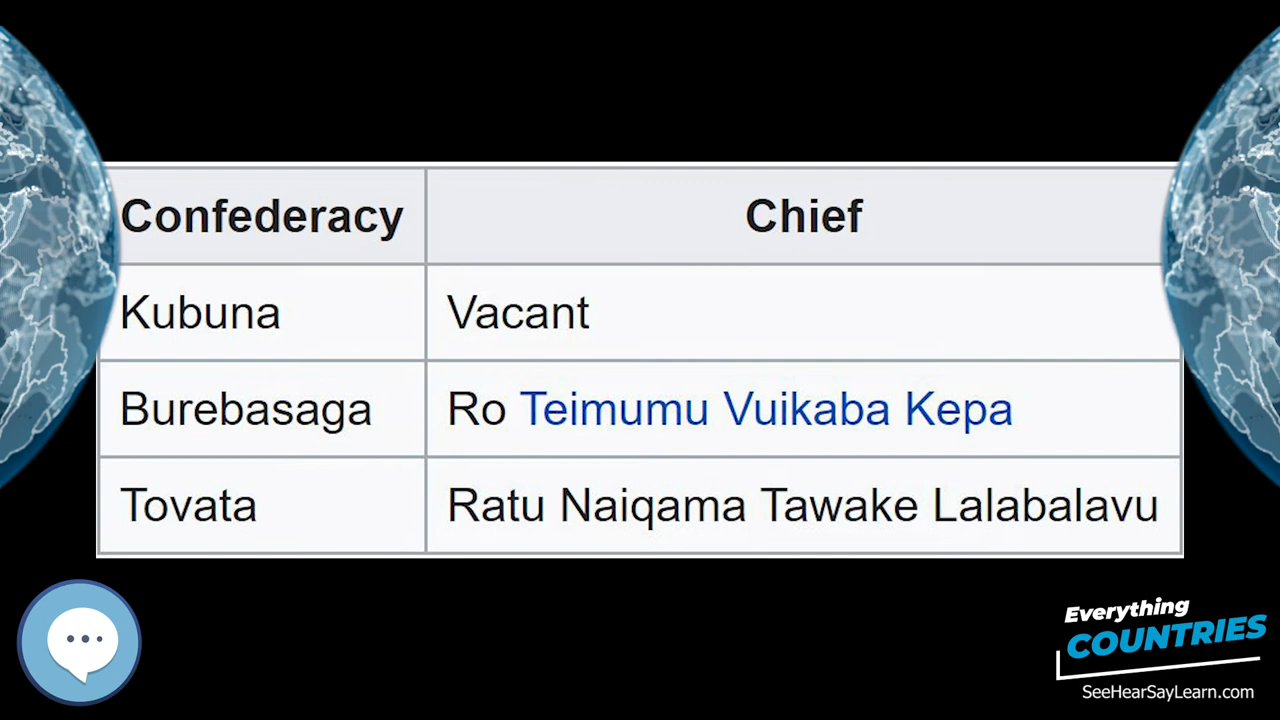 Confederacy Chief
Kubuna Vacant
Burebasaga Ro Teimumu Vuikaba Kepa
Tovata Ratu Naiqama Tawake Lalabalavu
Everything
COUNTRIES
SeeHearSayLearn.com